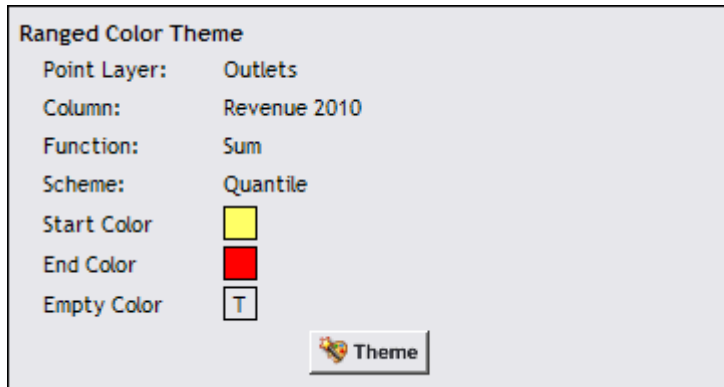 Ranged Color Theme
Point Layer: Outlets
Column: Revenue 2010
Function: Sum
Scheme: Quantile
Start Color
End Color
Empty Color T
Theme